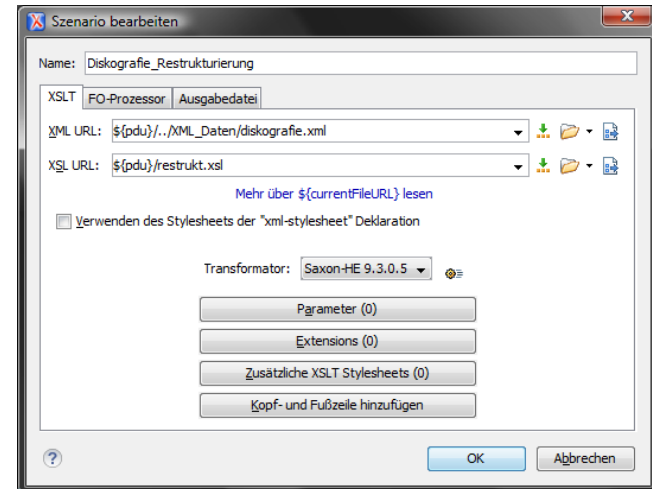 Szenario bearbeiten
Name: Diskografie_Restrukturierung
XSLT FO-Prozessor Ausgabedatei
XML URL: ${pdu}/../XML_Daten/diskografie.xml
XSL URL: ${pdu}/restrukt.xsl
Mehr über ${currentFileURL} lesen
Verwenden des Stylesheets der "xml-stylesheet" Deklaration
Transformator: Saxon-HE 9.3.0.5
Parameter (0)
Extensions (0)
Zusätzliche XSLT Stylesheets (0)
Kopf- und Fußzeile hinzufügen
? OK Abbrechen